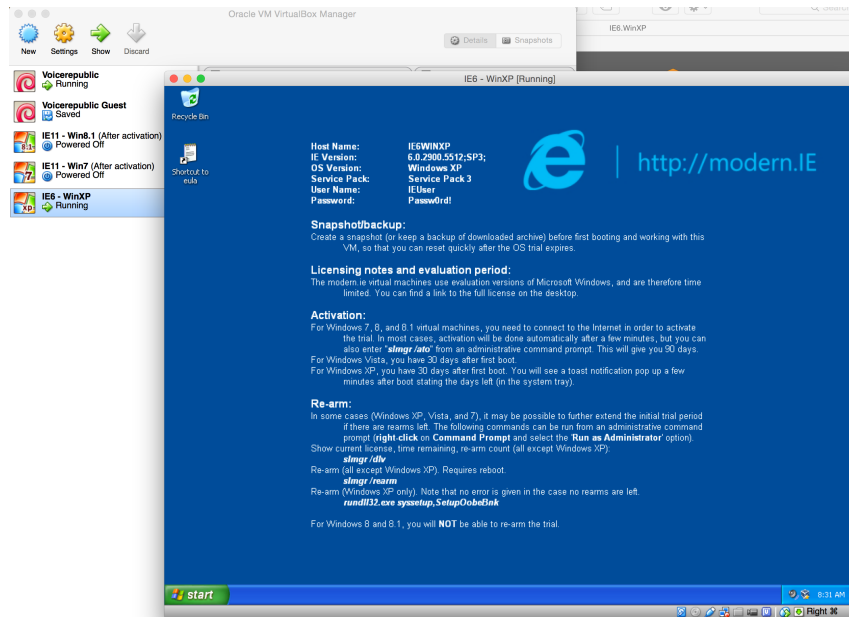 Oracle VM VirtualBox Manager
New
Settings
Show
Discard
Details
Snapshots
Search
IE6.WinXP
Voicerepublic
Running
Voicerepublic Guest
Saved
IE11 - Win8.1 (After activation)
Powered Off
IE11 - Win7 (After activation)
Powered Off
IE6 - WinXP
Running
8.1
7
xp
IE6 - WinXP [Running]
Recycle Bin
Shortcut to
eula
Host Name: IE6WINXP
IE Version: 6.0.2900.5512;SP3;
OS Version: Windows XP
Service Pack: Service Pack 3
User Name: IEUser
Password: Passw0rd!
http://modern.IE
Snapshot/backup:
Create a snapshot (or keep a backup of downloaded archive) before first booting and working with this
VM, so that you can reset quickly after the OS trial expires.
Licensing notes and evaluation period:
The modern.ie virtual machines use evaluation versions of Microsoft Windows, and are therefore time
limited. You can find a link to the full license on the desktop.
Activation:
For Windows 7, 8, and 8.1 virtual machines, you need to connect to the Internet in order to activate
the trial. In most cases, activation will be done automatically after a few minutes, but you can
also enter "slmgr /ato" from an administrative command prompt. This will give you 90 days.
For Windows Vista, you have 30 days after first boot.
For Windows XP, you have 30 days after first boot. You will see a toast notification pop up a few
minutes after boot stating the days left (in the system tray).
Re-arm:
In some cases (Windows XP, Vista, and 7), it may be possible to further extend the initial trial period
if there are rearms left. The following commands can be run from an administrative command
prompt (right-click on Command Prompt and select the 'Run as Administrator' option).
Show current license, time remaining, re-arm count (all except Windows XP):
slmgr /dlv
Re-arm (all except Windows XP). Requires reboot.
slmgr /rearm
Re-arm (Windows XP only). Note that no error is given in the case no rearms are left.
rundll32.exe syssetup,SetupOobeBnk
For Windows 8 and 8.1, you will NOT be able to re-arm the trial.
start
8:31 AM
Right ⌘